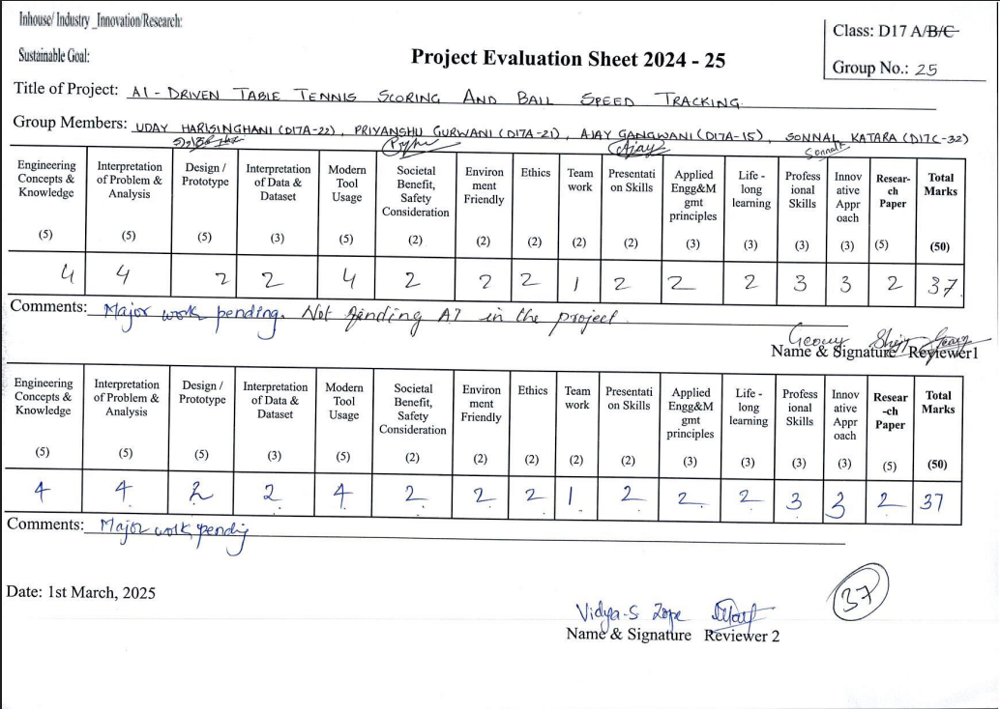 Inhouse/ Industry _Innovation/Research:
Class: D17 A/B/C
Sustainable Goal:
Project Evaluation Sheet 2024 - 25
Group No.: 25
Title of Project: AI - DRIVEN TABLE TENNIS SCORING AND BALL SPEED TRACKING.
Group Members: UDAY HARISINGHANI (D17A-22), PRIYANSHU GURWANI (D17A-21), AJAY GANGWANI (D17A-15), SONNAL KATARA (D17C-32)
Ajay Sonnal
Engineering Concepts & Knowledge (5) Interpretation of Problem & Analysis (5) Design / Prototype (5) Interpretation of Data & Dataset (3) Modern Tool Usage (5) Societal Benefit, Safety Consideration (2) Environ ment Friendly (2) Ethics (2) Team work (2) Presentati on Skills (2) Applied Engg&M gmt principles (3) Life - long learning (3) Profess ional Skills (3) Innov ative Appr oach (3) Resear- ch Paper (5) Total Marks (50)
4 4 2 2 4 2 2 2 1 2 2 2 3 3 2 37.
Comments: Major work pending. Not finding AI in the project.
Name & Signature Reviewer1
Engineering Concepts & Knowledge (5) Interpretation of Problem & Analysis (5) Design / Prototype (5) Interpretation of Data & Dataset (3) Modern Tool Usage (5) Societal Benefit, Safety Consideration (2) Environ ment Friendly (2) Ethics (2) Team work (2) Presentati on Skills (2) Applied Engg&M gmt principles (3) Life - long learning (3) Profess ional Skills (3) Innov ative Appr oach (3) Resear -ch Paper (5) Total Marks (50)
4 4 2 2 4 2 2 2 1 2 2 2 3 3 2 37
Comments: Major work pending
Date: 1st March, 2025
37
Vidya-S Zope
Name & Signature Reviewer 2